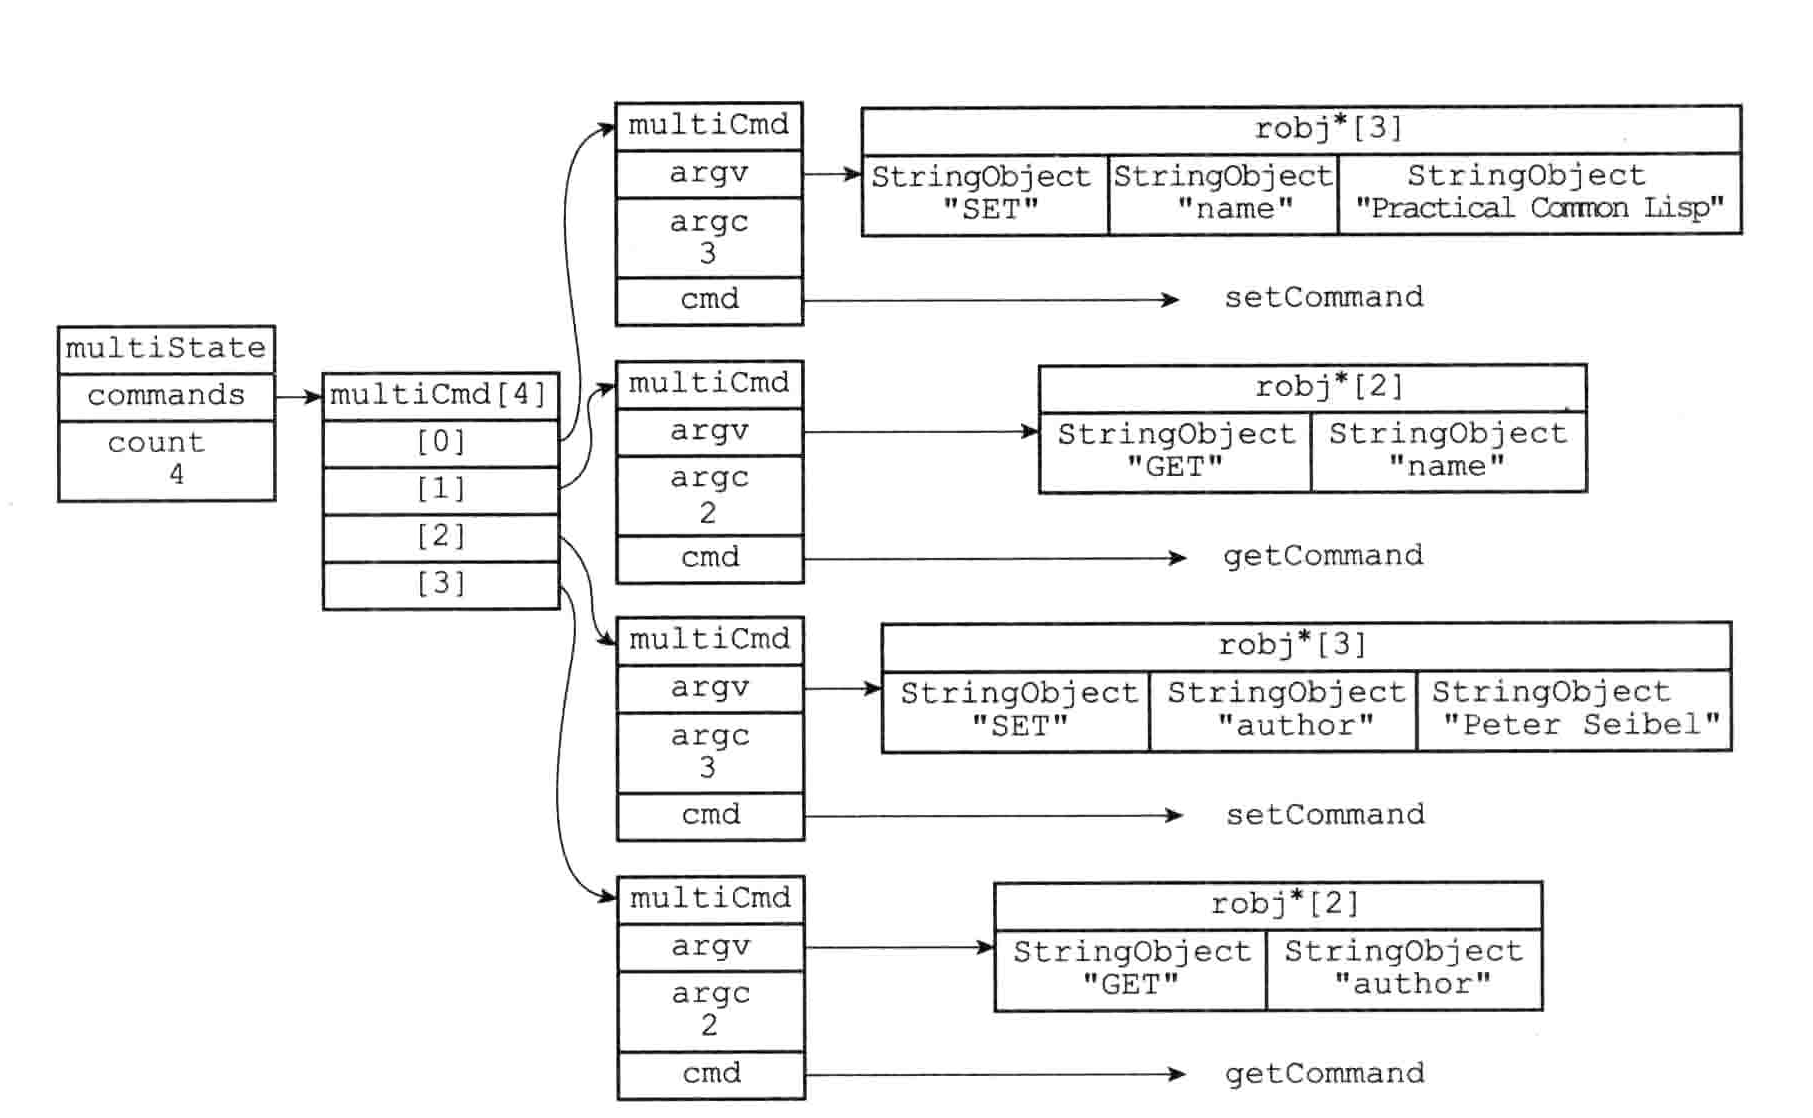 multiState
commands
count
4
multiCmd[4]
[0]
[1]
[2]
[3]
multiCmd
argv
argc
3
cmd
robj*[3]
StringObject
"SET"
StringObject
"name"
StringObject
"Practical Common Lisp"
setCommand
multiCmd
argv
argc
2
cmd
robj*[2]
StringObject
"GET"
StringObject
"name"
getCommand
multiCmd
argv
argc
3
cmd
robj*[3]
StringObject
"SET"
StringObject
"author"
StringObject
"Peter Seibel"
setCommand
multiCmd
argv
argc
2
cmd
robj*[2]
StringObject
"GET"
StringObject
"author"
getCommand